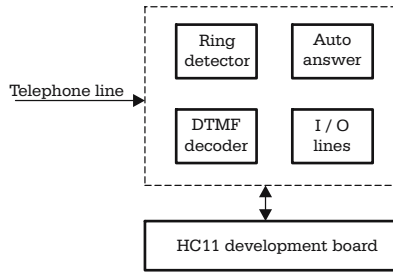 Ring
detector
Auto
answer
Telephone line
DTMF
decoder
I / O
lines
HC11 development board